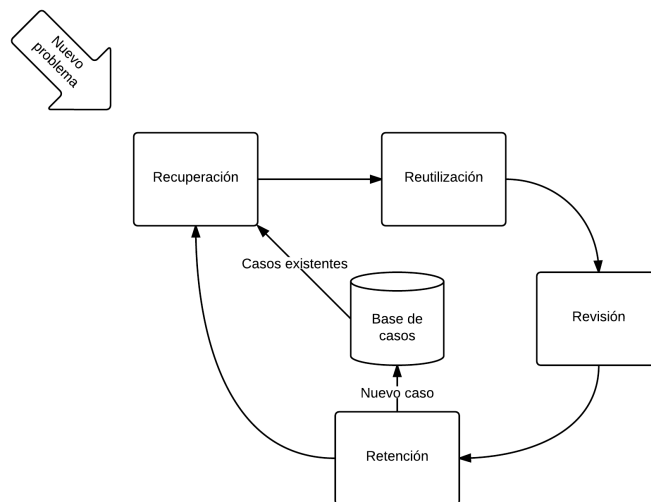 Nuevo
problema
Recuperación
Reutilización
Casos existentes
Base de
casos
Revisión
Nuevo caso
Retención